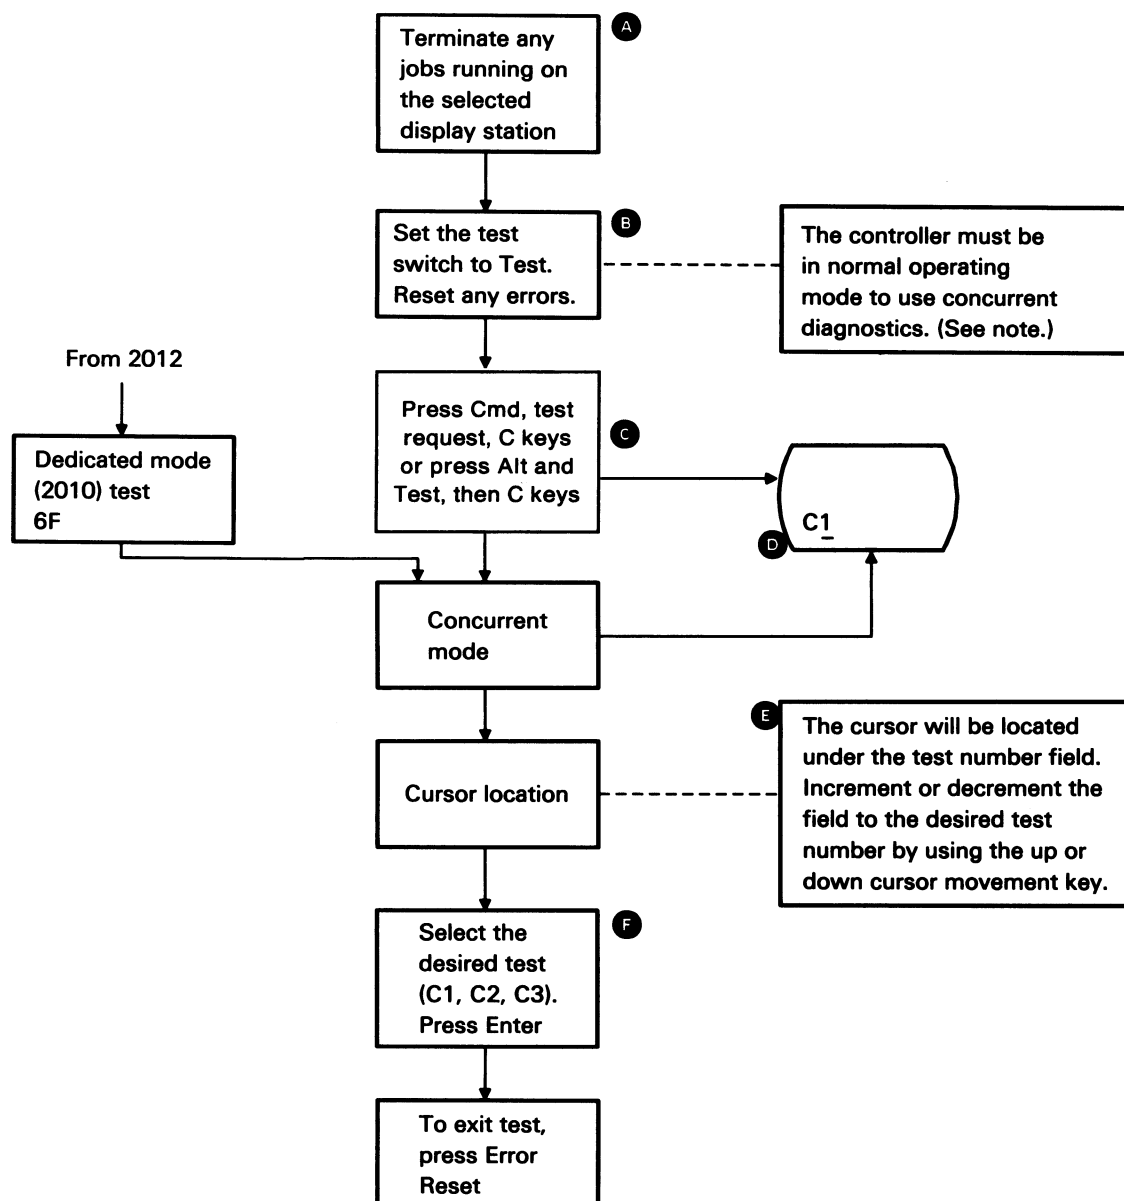 Terminate any
jobs running on
the selected
display station
A
Set the test
switch to Test.
Reset any errors.
B
The controller must be
in normal operating
mode to use concurrent
diagnostics. (See note.)
From 2012
Dedicated mode
(2010) test
6F
Press Cmd, test
request, C keys
or press Alt and
Test, then C keys
C
C1
D
Concurrent
mode
Cursor location
E
The cursor will be located
under the test number field.
Increment or decrement the
field to the desired test
number by using the up or
down cursor movement key.
Select the
desired test
(C1, C2, C3).
Press Enter
F
To exit test,
press Error
Reset